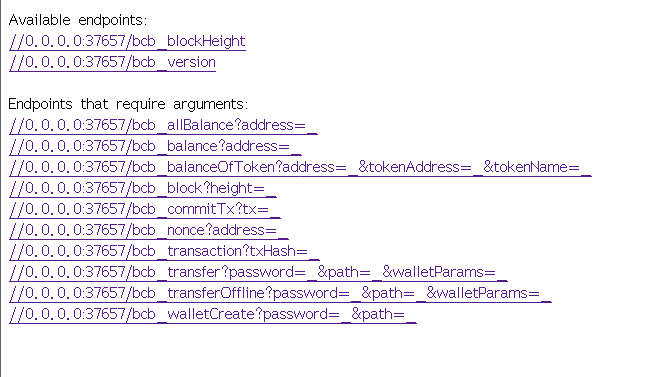 Available endpoints:
//0.0.0.0:37657/bcb_blockHeight
//0.0.0.0:37657/bcb_version
Endpoints that require arguments:
//0.0.0.0:37657/bcb_allBalance?address=_
//0.0.0.0:37657/bcb_balance?address=_
//0.0.0.0:37657/bcb_balanceOfToken?address=_&tokenAddress=_&tokenName=_
//0.0.0.0:37657/bcb_block?height=_
//0.0.0.0:37657/bcb_commitTx?tx=_
//0.0.0.0:37657/bcb_nonce?address=_
//0.0.0.0:37657/bcb_transaction?txHash=_
//0.0.0.0:37657/bcb_transfer?password=_&path=_&walletParams=_
//0.0.0.0:37657/bcb_transferOffline?password=_&path=_&walletParams=_
//0.0.0.0:37657/bcb_walletCreate?password=_&path=_